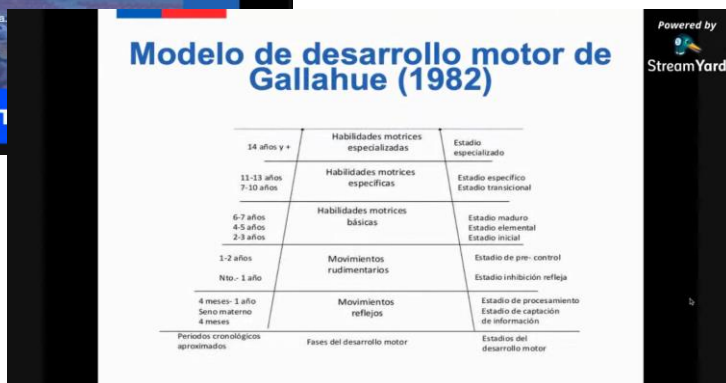 Powered by
StreamYard
Modelo de desarrollo motor de
Gallahue (1982)
14 años y +
Habilidades motrices
especializadas
Estadio
especializado
11-13 años
7-10 años
Habilidades motrices
específicas
Estadio específico
Estadio transicional
6-7 años
4-5 años
2-3 años
Habilidades motrices
básicas
Estadio maduro
Estadio elemental
Estadio inicial
1-2 años
Nto.- 1 año
Movimientos
rudimentarios
Estadio de pre- control
Estadio inhibición refleja
4 meses- 1 año
Seno materno
4 meses
Movimientos
reflejos
Estadio de procesamiento
Estadio de captación
de información
Periodos cronológicos
aproximados
Fases del desarrollo motor
Estadios del
desarrollo motor